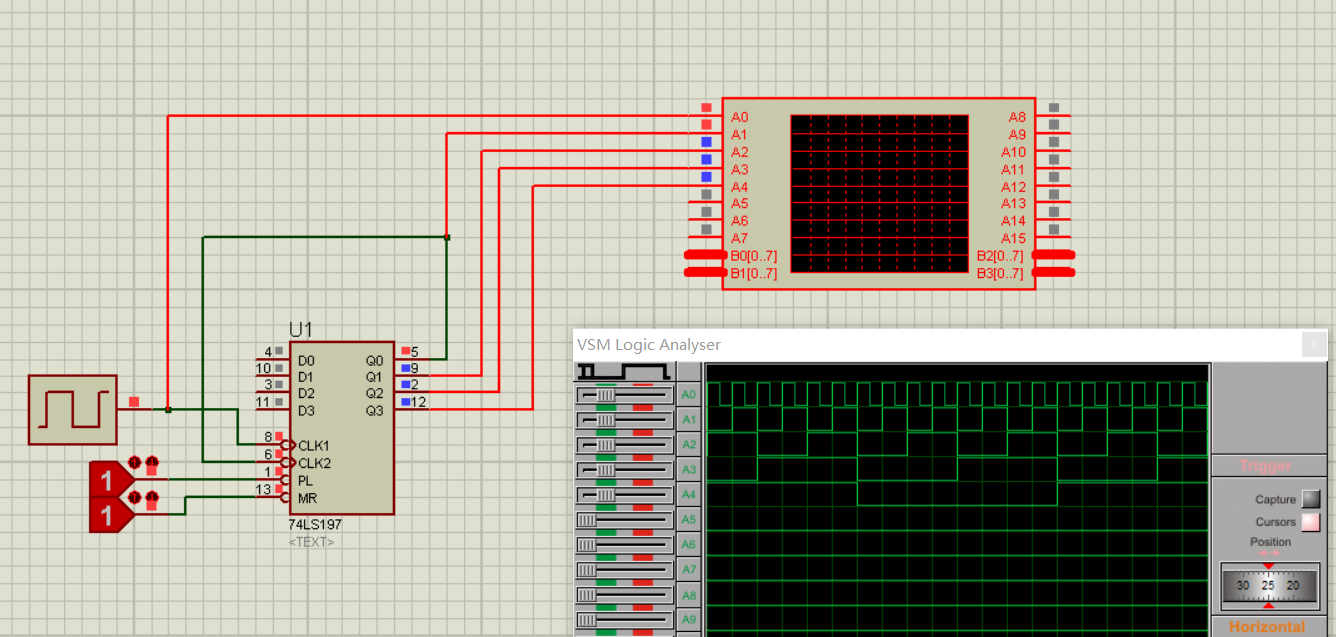 A0 A8
A1 A9
A2 A10
A3 A11
A4 A12
A5 A13
A6 A14
A7 A15
B0[0..7] B2[0..7]
B1[0..7] B3[0..7]
U1
4 D0 Q0 5
10 D1 Q1 9
3 D2 Q2 2
11 D3 Q3 12
8 CLK1
6 CLK2
1 1 PL
13 MR
1
74LS197
<TEXT>
VSM Logic Analyser
A0
A1
A2
A3
A4
A5
A6
A7
A8
A9
Trigger
Capture
Cursors
Position
30 25 20
Horizontal